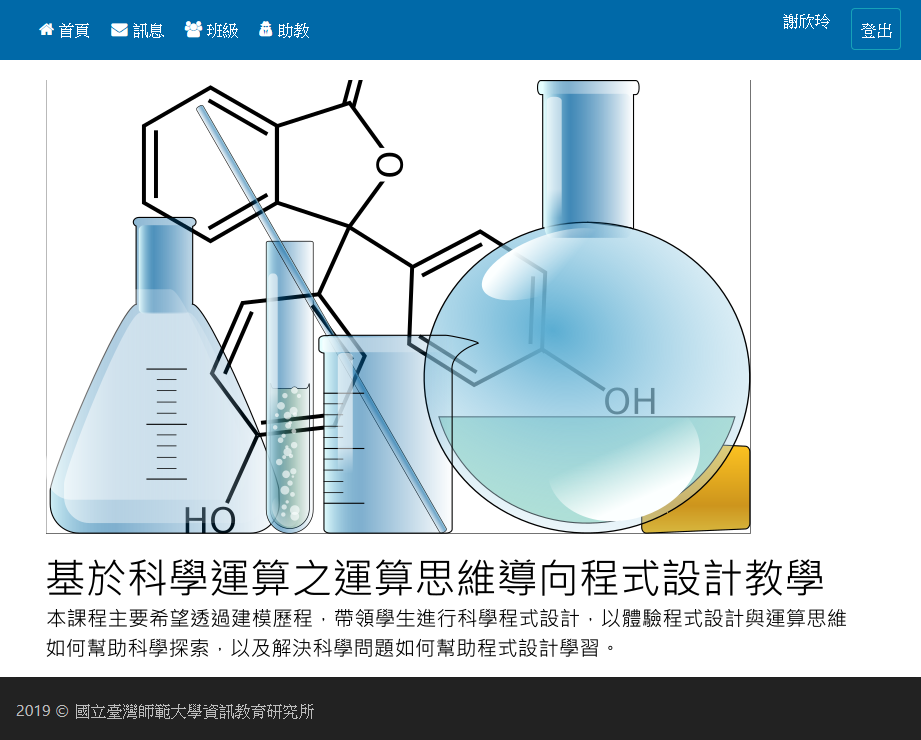 首頁 訊息 班級 助教 謝欣玲 登出
O
OH
HO
基於科學運算之運算思維導向程式設計教學
本課程主要希望透過建模歷程，帶領學生進行科學程式設計，以體驗程式設計與運算思維
如何幫助科學探索，以及解決科學問題如何幫助程式設計學習。
2019 © 國立臺灣師範大學資訊教育研究所